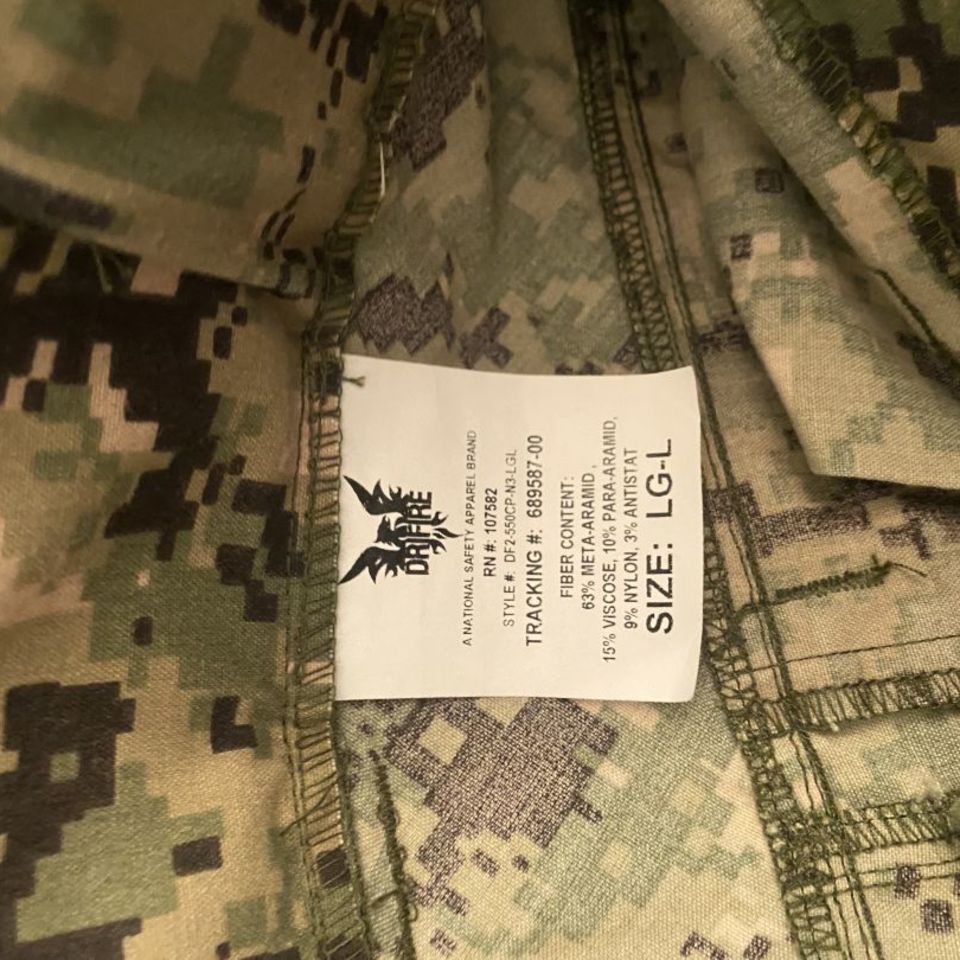 DRIFIRE
A NATIONAL SAFETY APPAREL BRAND
RN #: 107582
STYLE #: DF2-550CP-N3-LGL
TRACKING #: 689587-00
FIBER CONTENT:
63% META-ARAMID,
15% VISCOSE, 10% PARA-ARAMID,
9% NYLON, 3% ANTISTAT
SIZE: LG-L